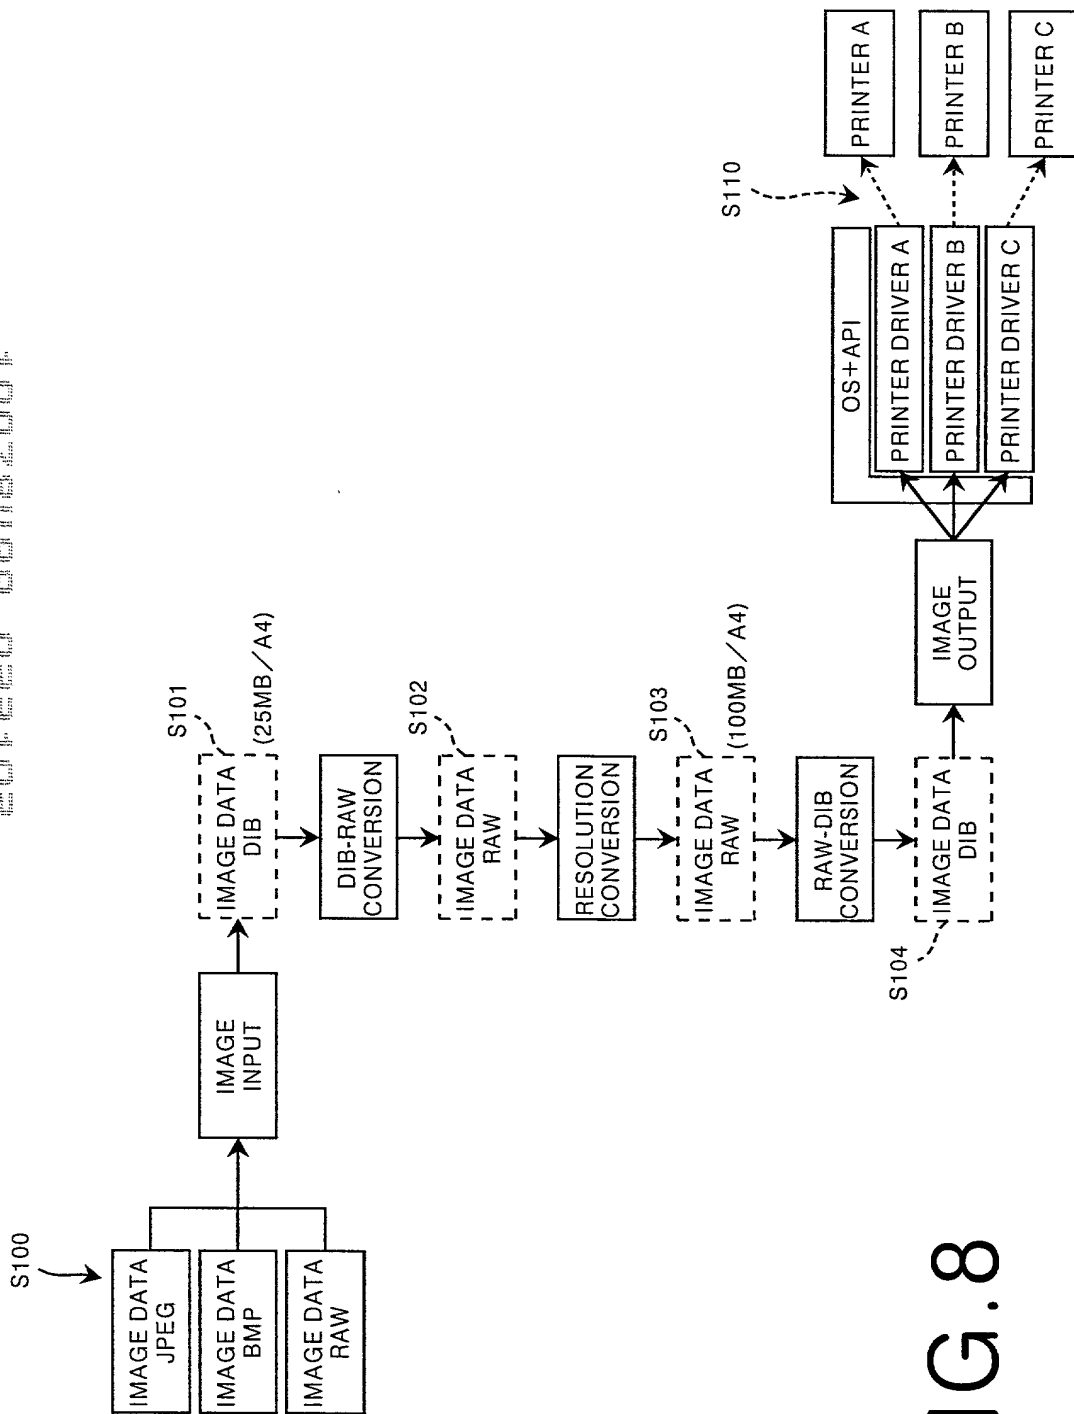 S100
IMAGE DATA
JPEG
IMAGE DATA
BMP
IMAGE DATA
RAW
IMAGE
INPUT
S101
IMAGE DATA
DIB
(25MB/A4)
DIB-RAW
CONVERSION
S102
IMAGE DATA
RAW
RESOLUTION
CONVERSION
S103
IMAGE DATA
RAW
(100MB/A4)
RAW-DIB
CONVERSION
S104
IMAGE DATA
DIB
IMAGE
OUTPUT
OS+API
PRINTER DRIVER A
PRINTER DRIVER B
PRINTER DRIVER C
S110
PRINTER A
PRINTER B
PRINTER C
IG.8